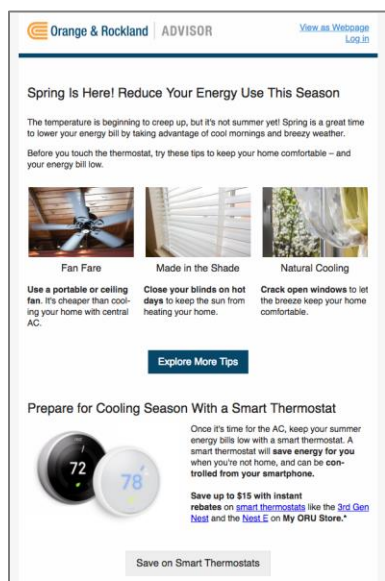 Orange & Rockland ADVISOR
View as Webpage
Log in
Spring Is Here! Reduce Your Energy Use This Season
The temperature is beginning to creep up, but it's not summer yet! Spring is a great time
to lower your energy bill by taking advantage of cool mornings and breezy weather.
Before you touch the thermostat, try these tips to keep your home comfortable – and
your energy bill low.
Fan Fare
Use a portable or ceiling
fan. It's cheaper than cool-
ing your home with central
AC.
Made in the Shade
Close your blinds on hot
days to keep the sun from
heating your home.
Natural Cooling
Crack open windows to let
the breeze keep your home
comfortable.
Explore More Tips
Prepare for Cooling Season With a Smart Thermostat
72
78
Once it's time for the AC, keep your summer
energy bills low with a smart thermostat. A
smart thermostat will save energy for you
when you're not home, and can be con-
trolled from your smartphone.
Save up to $15 with instant
rebates on smart thermostats like the 3rd Gen
Nest and the Nest E on My ORU Store.*
Save on Smart Thermostats